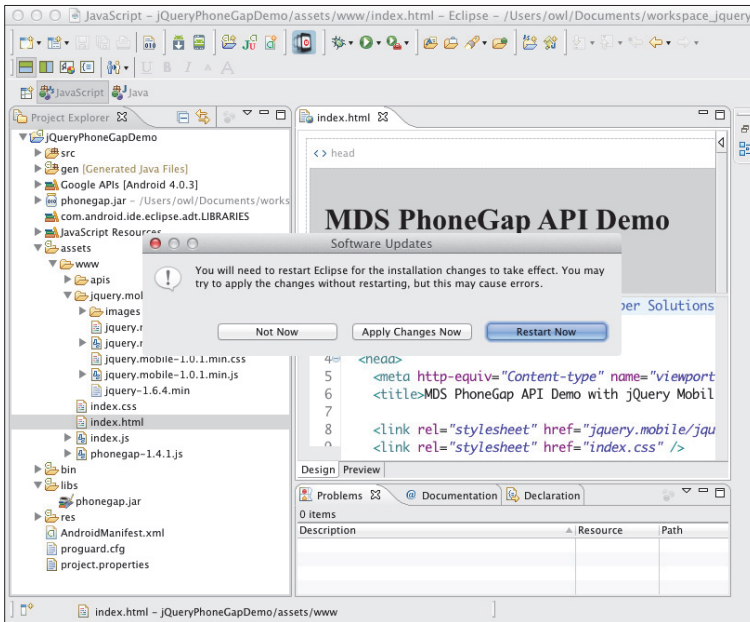 JavaScript – jQueryPhoneGapDemo/assets/www/index.html – Eclipse – /Users/owl/Documents/workspace_jquery
U B I A A
JavaScript Java
Project Explorer
jQueryPhoneGapDemo
src
gen [Generated Java Files]
Google APIs [Android 4.0.3]
phonegap.jar – /Users/owl/Documents/works
com.android.ide.eclipse.adt.LIBRARIES
JavaScript Resources
assets
www
apis
jquery.mol
images
jquery.r
jquery.r
jquery.mobile-1.0.1.min.css
jquery.mobile-1.0.1.min.js
jquery-1.6.4.min
index.css
index.html
index.js
phonegap-1.4.1.js
bin
libs
phonegap.jar
res
AndroidManifest.xml
proguard.cfg
project.properties
index.html
<> head
MDS PhoneGap API Demo
Software Updates
You will need to restart Eclipse for the installation changes to take effect. You may
try to apply the changes without restarting, but this may cause errors.
Not Now
Apply Changes Now
Restart Now
per Solutions
4 <head>
5 <meta http-equiv="Content-type" name="viewport
6 <title>MDS PhoneGap API Demo with jQuery Mobil
7
8 <link rel="stylesheet" href="jquery.mobile/jqu
9 <link rel="stylesheet" href="index.css" />
Design Preview
Problems @ Documentation Declaration
0 items
Description Resource Path
index.html – jQueryPhoneGapDemo/assets/www